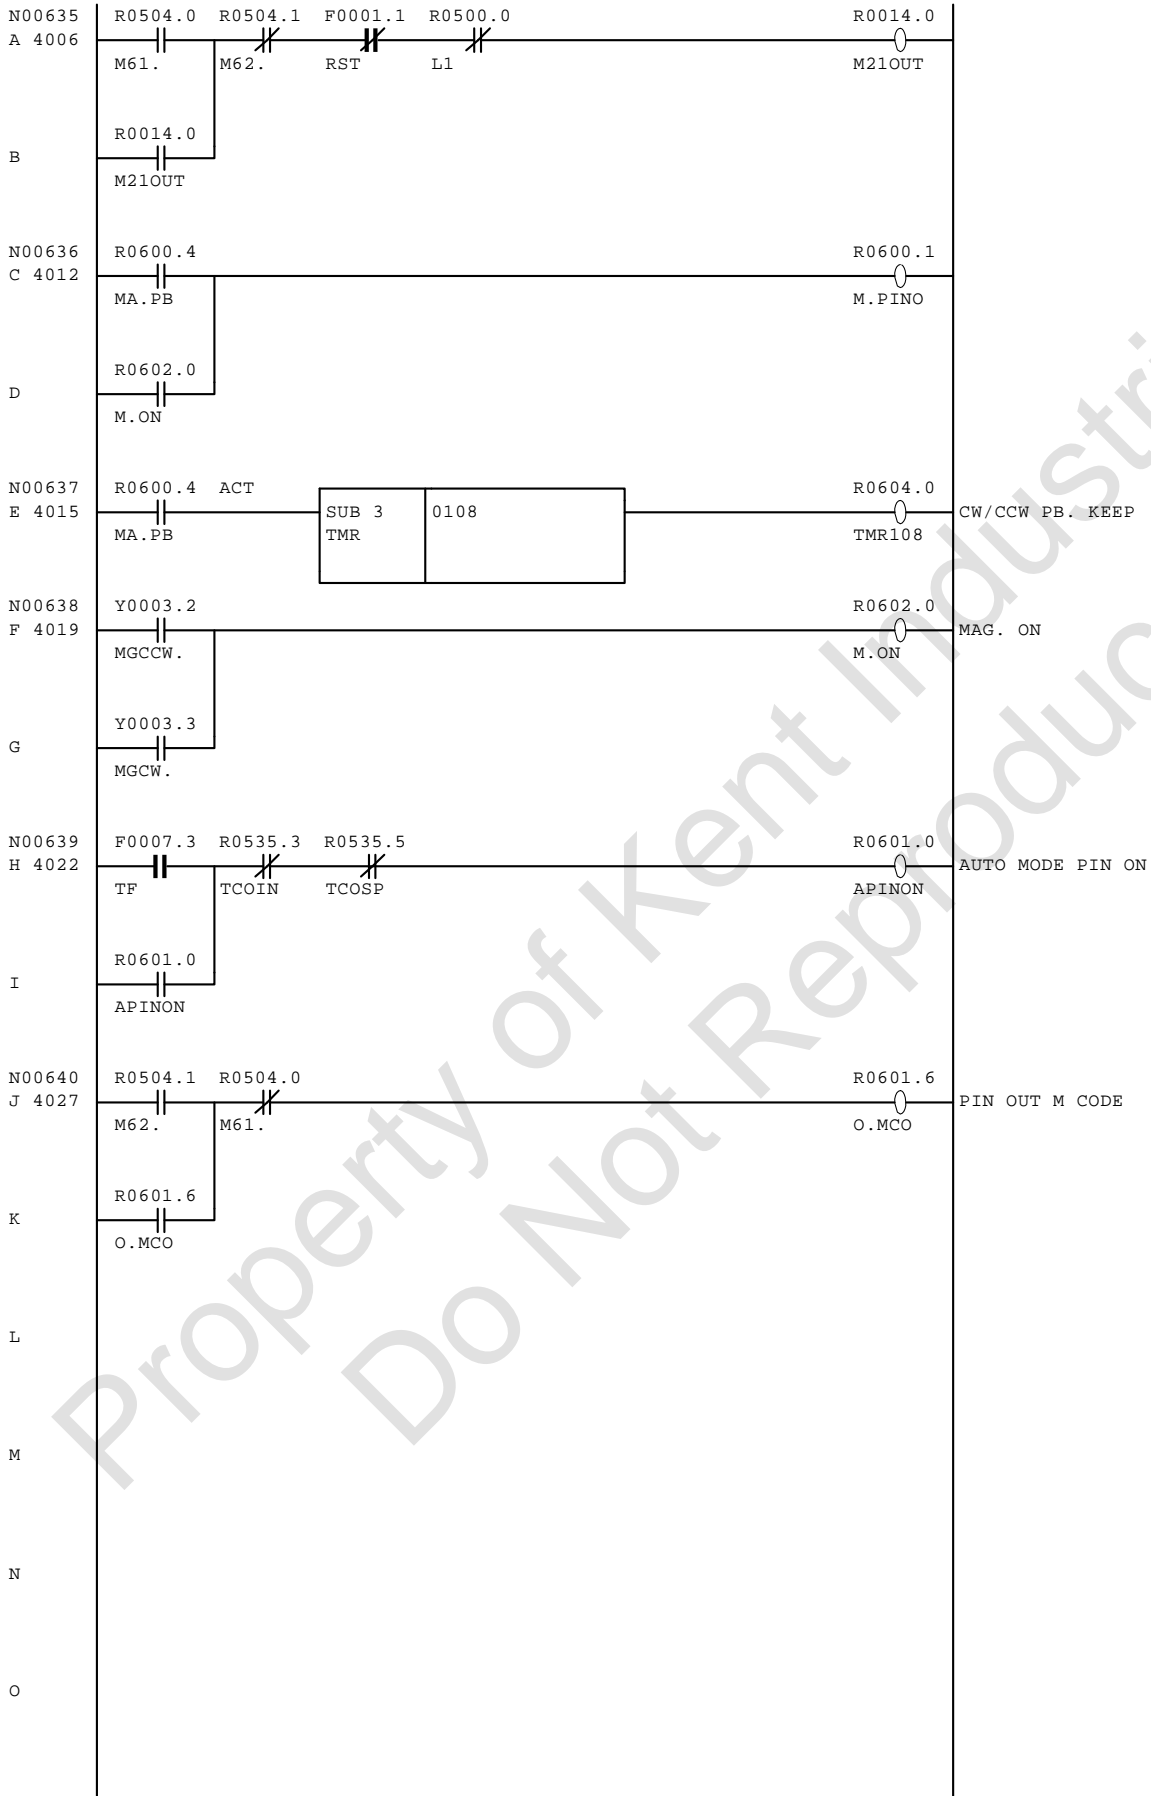 N00635 R0504.0 R0504.1 F0001.1 R0500.0 R0014.0
A 4006
M61. M62. RST L1 M21OUT
R0014.0
B
M21OUT
N00636 R0600.4 R0600.1
C 4012
MA.PB M.PINO
R0602.0
D
M.ON
N00637 R0600.4 ACT R0604.0
E 4015 SUB 3 0108 CW/CCW PB. KEEP
MA.PB TMR TMR108
N00638 Y0003.2 R0602.0
F 4019 MAG. ON
MGCCW. M.ON
Y0003.3
G
MGCW.
N00639 F0007.3 R0535.3 R0535.5 R0601.0
H 4022 AUTO MODE PIN ON
TF TCOIN TCOSP APINON
R0601.0
I
APINON
N00640 R0504.1 R0504.0 R0601.6
J 4027 PIN OUT M CODE
M62. M61. O.MCO
R0601.6
K
O.MCO
L
M
N
O
Property of Kent Industri
Do Not Reproduc